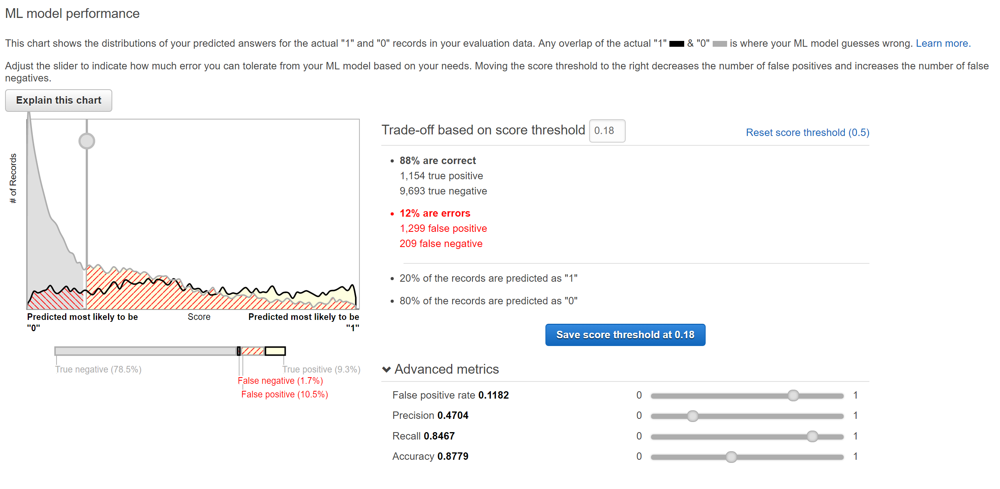 ML model performance
This chart shows the distributions of your predicted answers for the actual "1" and "0" records in your evaluation data. Any overlap of the actual "1" & "0" is where your ML model guesses wrong. Learn more.
Adjust the slider to indicate how much error you can tolerate from your ML model based on your needs. Moving the score threshold to the right decreases the number of false positives and increases the number of false
negatives.
Explain this chart
# of Records
Predicted most likely to be
"0"
Score
Predicted most likely to be
"1"
True negative (78.5%)
True positive (9.3%)
False negative (1.7%)
False positive (10.5%)
Trade-off based on score threshold 0.18
Reset score threshold (0.5)
88% are correct
1,154 true positive
9,693 true negative
12% are errors
1,299 false positive
209 false negative
20% of the records are predicted as "1"
80% of the records are predicted as "0"
Save score threshold at 0.18
Advanced metrics
False positive rate 0.1182 0 1
Precision 0.4704 0 1
Recall 0.8467 0 1
Accuracy 0.8779 0 1